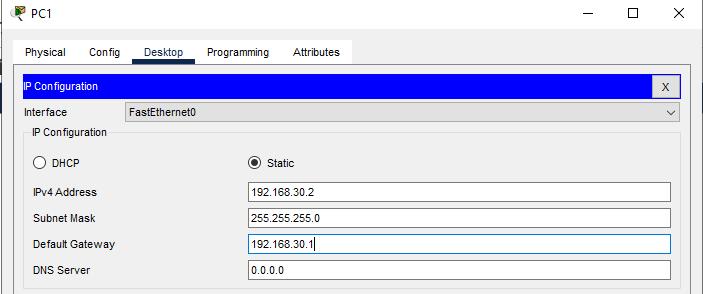 PC1
Physical Config Desktop Programming Attributes
IP Configuration X
Interface FastEthernet0
IP Configuration
DHCP Static
IPv4 Address 192.168.30.2
Subnet Mask 255.255.255.0
Default Gateway 192.168.30.1
DNS Server 0.0.0.0